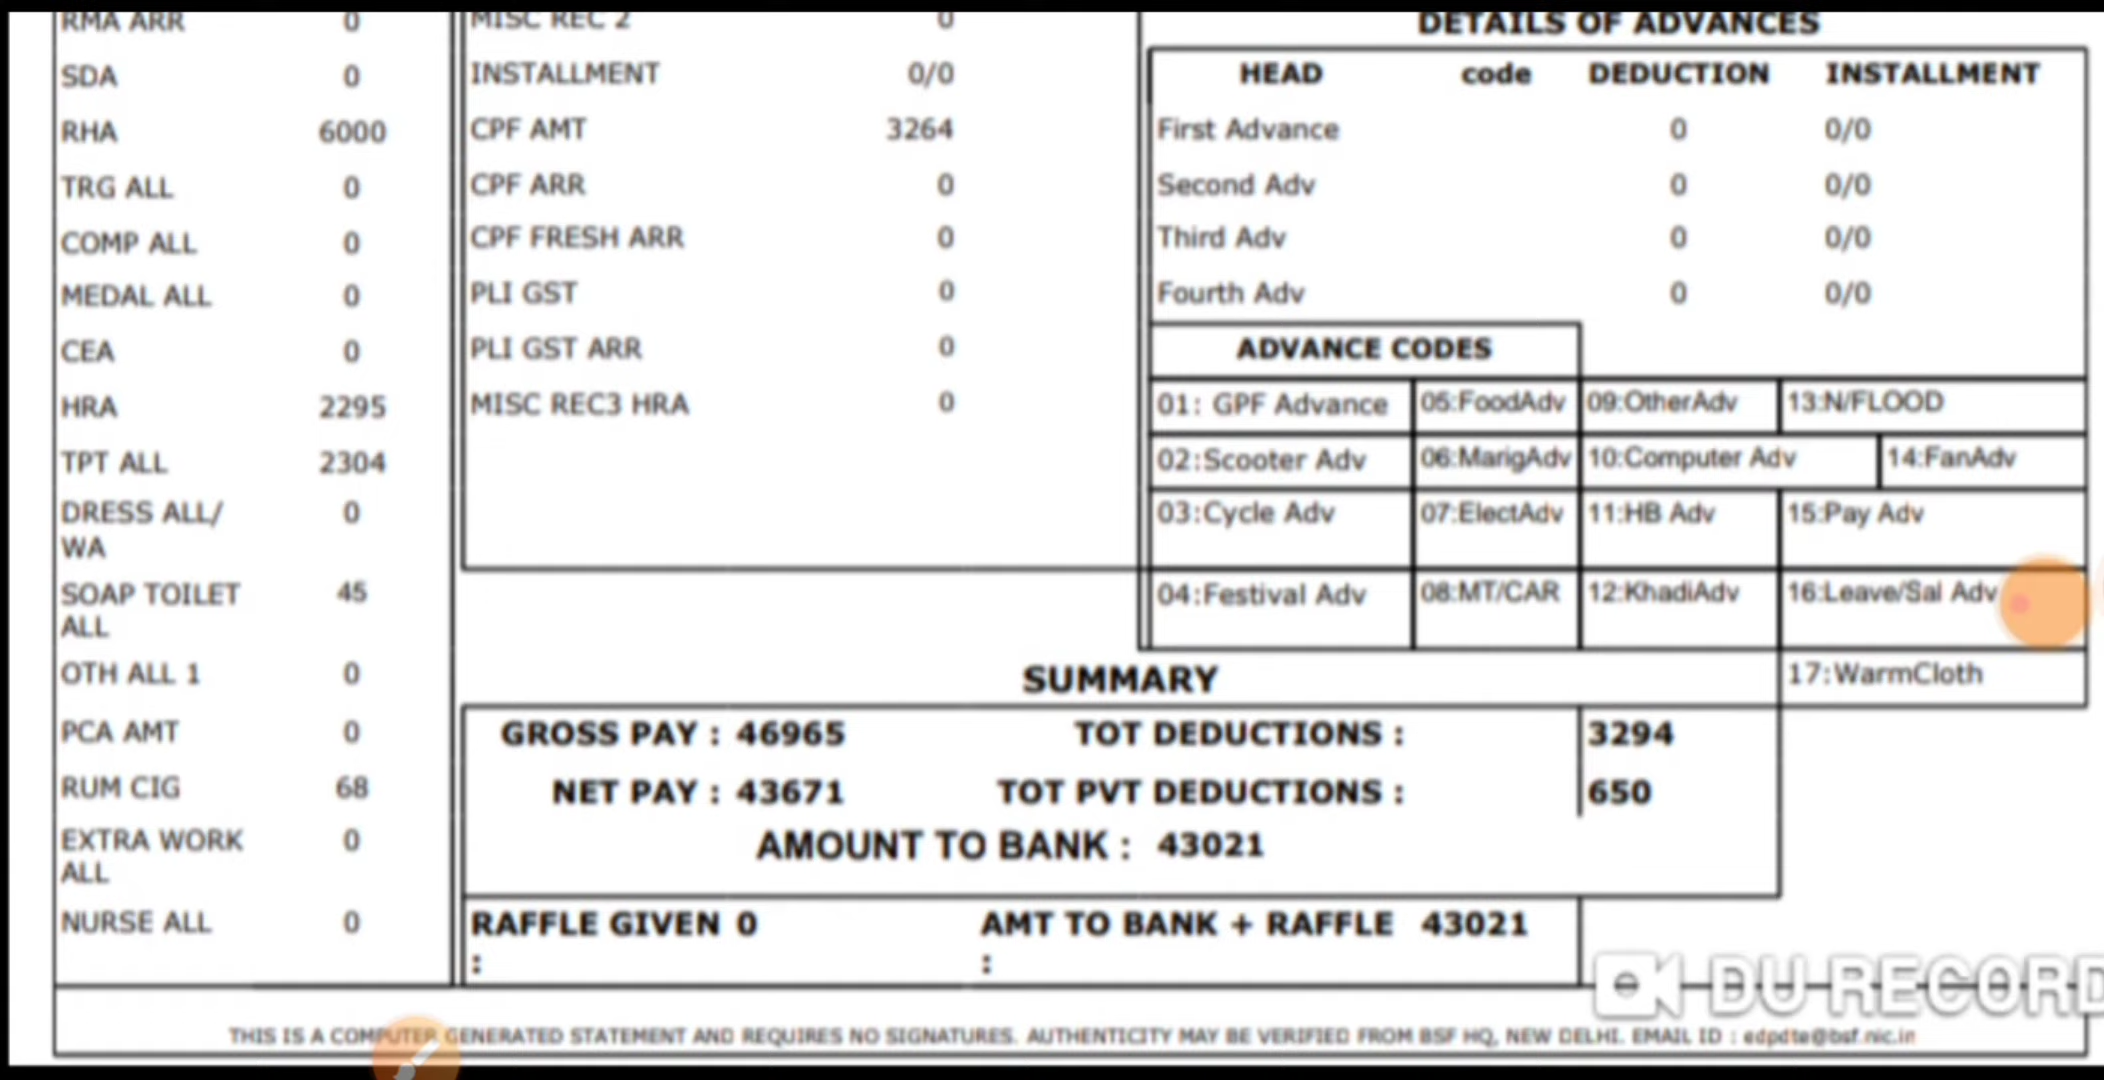 RMA ARR 0
SDA 0
RHA 6000
TRG ALL 0
COMP ALL 0
MEDAL ALL 0
CEA 0
HRA 2295
TPT ALL 2304
DRESS ALL/ 0
WA
SOAP TOILET 45
ALL
OTH ALL 1 0
PCA AMT 0
RUM CIG 68
EXTRA WORK 0
ALL
NURSE ALL 0
MISC REC 2 0
INSTALLMENT 0/0
CPF AMT 3264
CPF ARR 0
CPF FRESH ARR 0
PLI GST 0
PLI GST ARR 0
MISC REC3 HRA 0
DETAILS OF ADVANCES
HEAD code DEDUCTION INSTALLMENT
First Advance 0 0/0
Second Adv 0 0/0
Third Adv 0 0/0
Fourth Adv 0 0/0
ADVANCE CODES
01: GPF Advance 05:FoodAdv 09:OtherAdv 13:N/FLOOD
02:Scooter Adv 06:MarigAdv 10:Computer Adv 14:FanAdv
03:Cycle Adv 07:ElectAdv 11:HB Adv 15:Pay Adv
04:Festival Adv 08:MT/CAR 12:KhadiAdv 16:Leave/Sal Adv
17:WarmCloth
SUMMARY
GROSS PAY : 46965 TOT DEDUCTIONS : 3294
NET PAY : 43671 TOT PVT DEDUCTIONS : 650
AMOUNT TO BANK : 43021
RAFFLE GIVEN 0 AMT TO BANK + RAFFLE 43021
: :
DU RECORD
THIS IS A COMPUTER GENERATED STATEMENT AND REQUIRES NO SIGNATURES. AUTHENTICITY MAY BE VERIFIED FROM BSF HQ, NEW DELHI. EMAIL ID : edpdte@bsf.nic.in